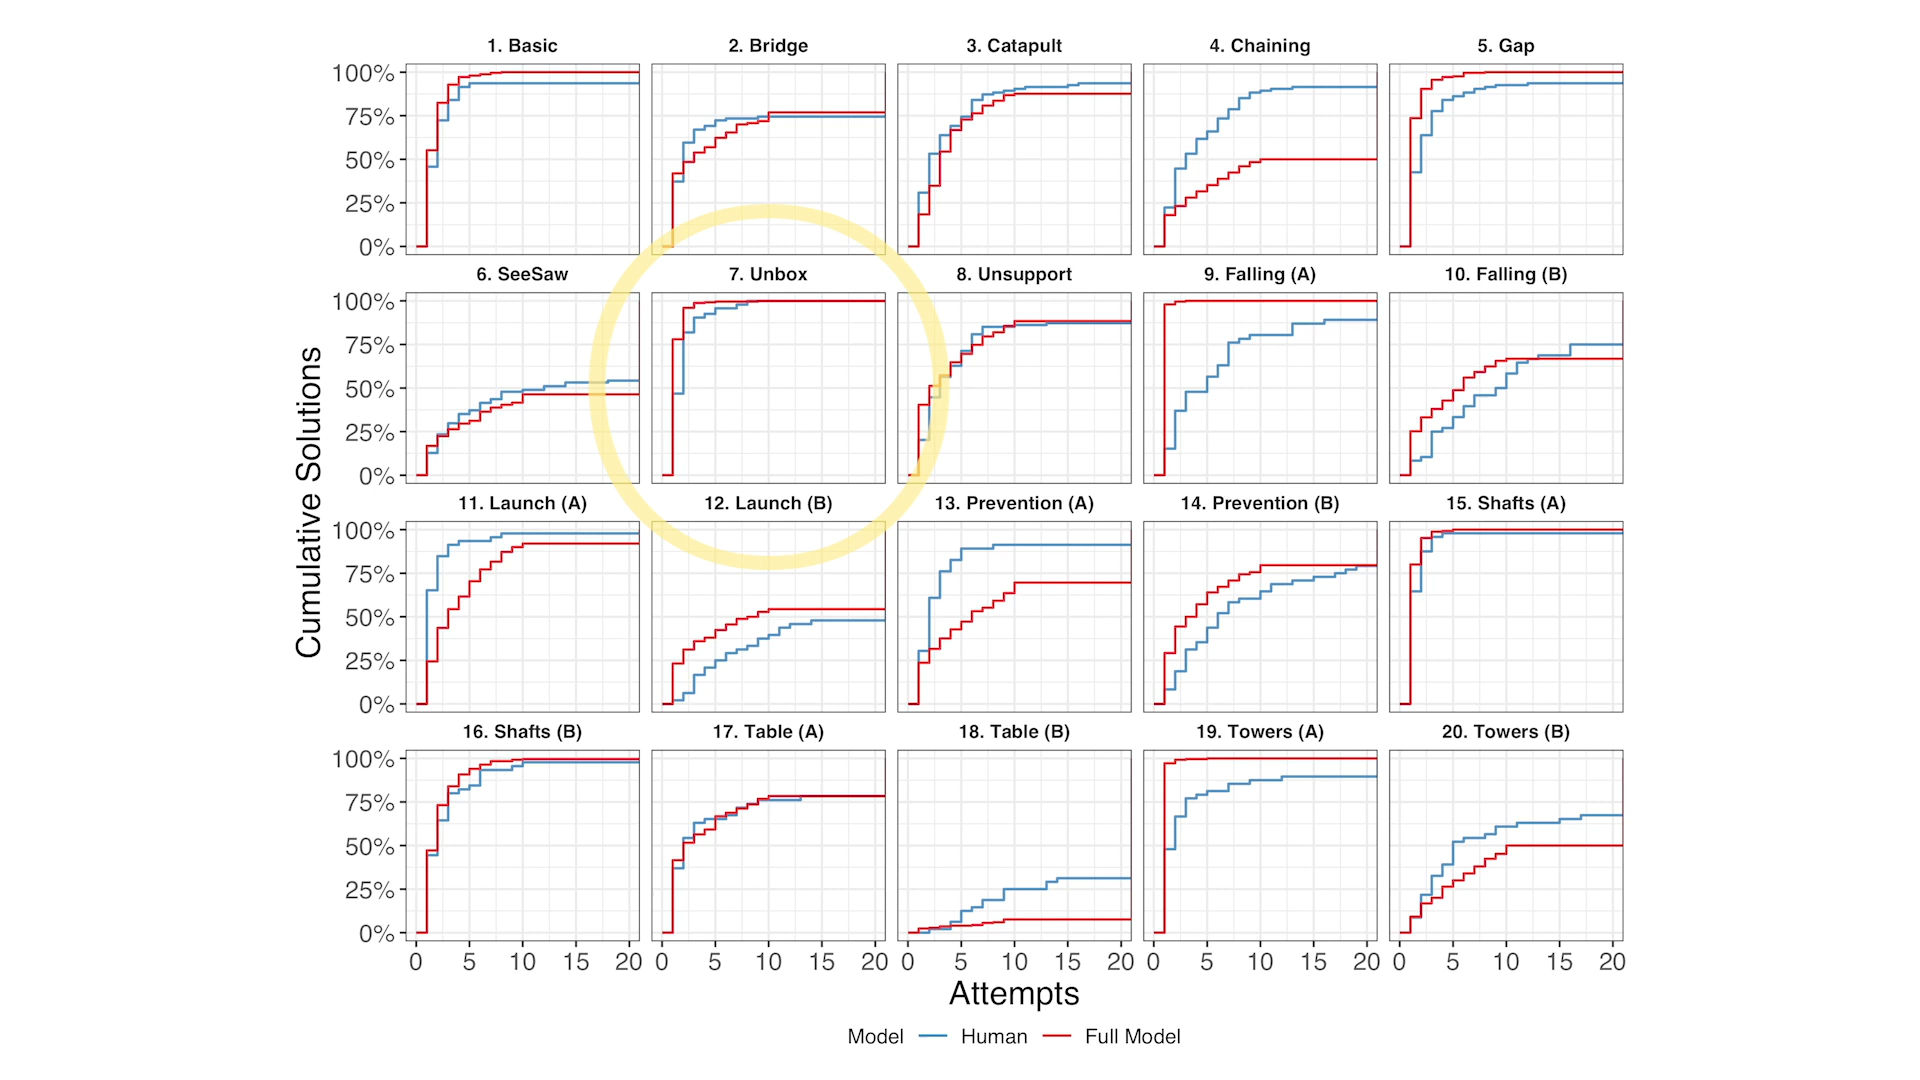 1. Basic
2. Bridge
3. Catapult
4. Chaining
5. Gap
100%
75%
50%
25%
0%
6. SeeSaw
7. Unbox
8. Unsupport
9. Falling (A)
10. Falling (B)
100%
75%
50%
25%
0%
Cumulative Solutions
11. Launch (A)
12. Launch (B)
13. Prevention (A)
14. Prevention (B)
15. Shafts (A)
100%
75%
50%
25%
0%
16. Shafts (B)
17. Table (A)
18. Table (B)
19. Towers (A)
20. Towers (B)
100%
75%
50%
25%
0%
0 5 10 15 20
0 5 10 15 20
0 5 10 15 20
0 5 10 15 20
0 5 10 15 20
Attempts
Model Human Full Model